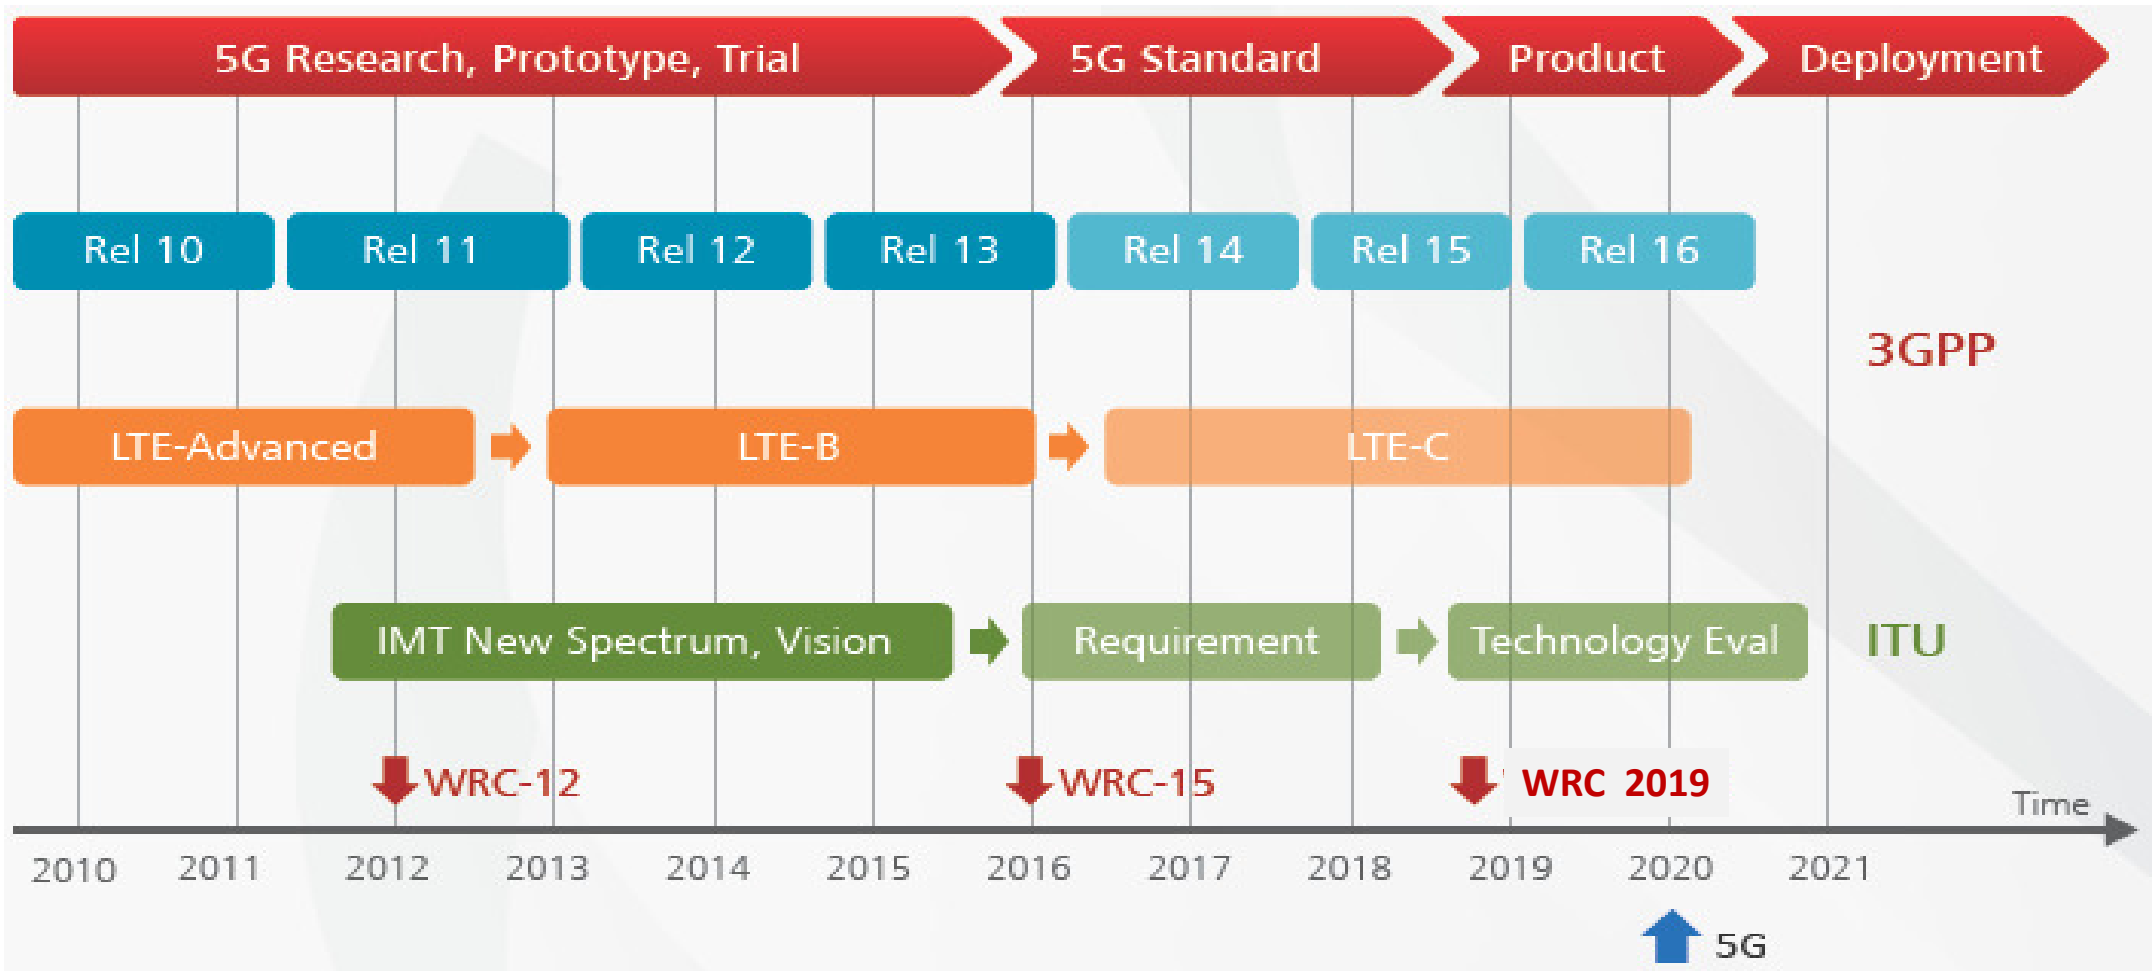 5G Research, Prototype, Trial
5G Standard
Product
Deployment
Rel 10
Rel 11
Rel 12
Rel 13
Rel 14
Rel 15
Rel 16
3GPP
LTE-Advanced
LTE-B
LTE-C
IMT New Spectrum, Vision
Requirement
Technology Eval
ITU
WRC-12
WRC-15
WRC 2019
Time
2010
2011
2012
2013
2014
2015
2016
2017
2018
2019
2020
2021
5G